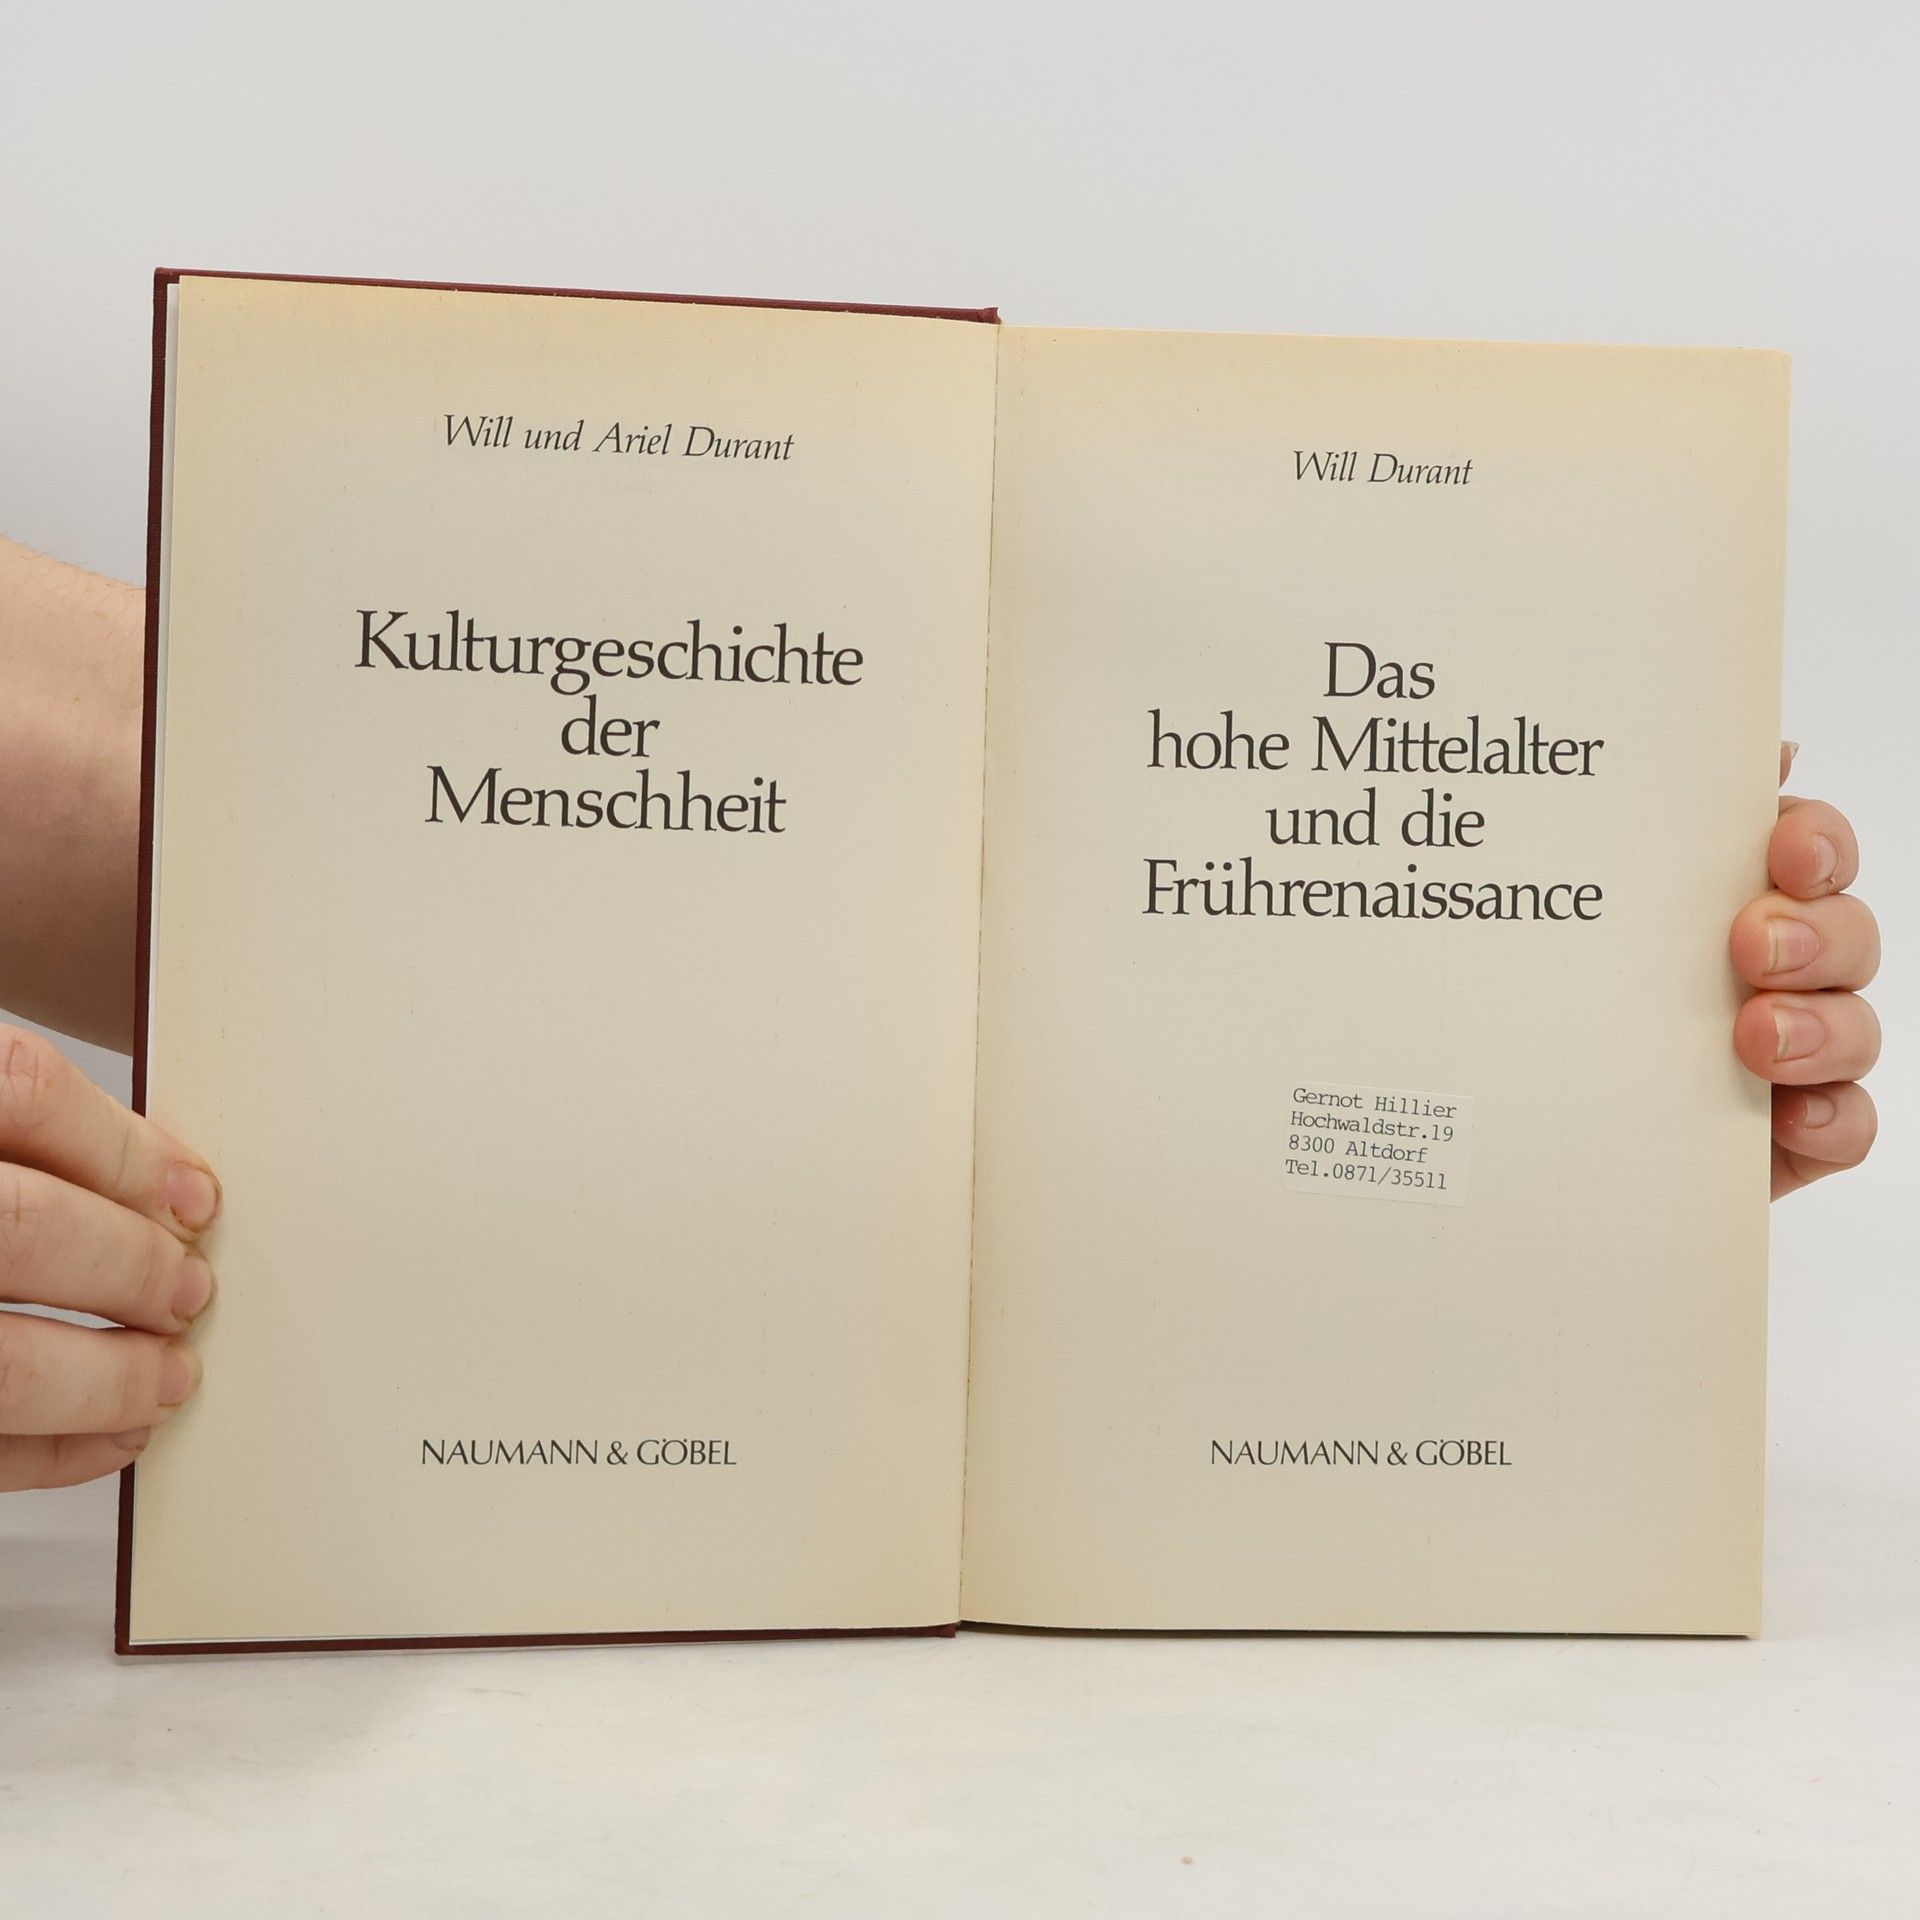 Will und Ariel Durant
Kulturgeschichte
der
Menschheit
NAUMANN & GÖBEL
Will Durant
Das
hohe Mittelalter
und die
Frührenaissance
Gernot Hillier
Hochwaldstr.19
8300 Altdorf
Tel.0871/35511
NAUMANN & GÖBEL